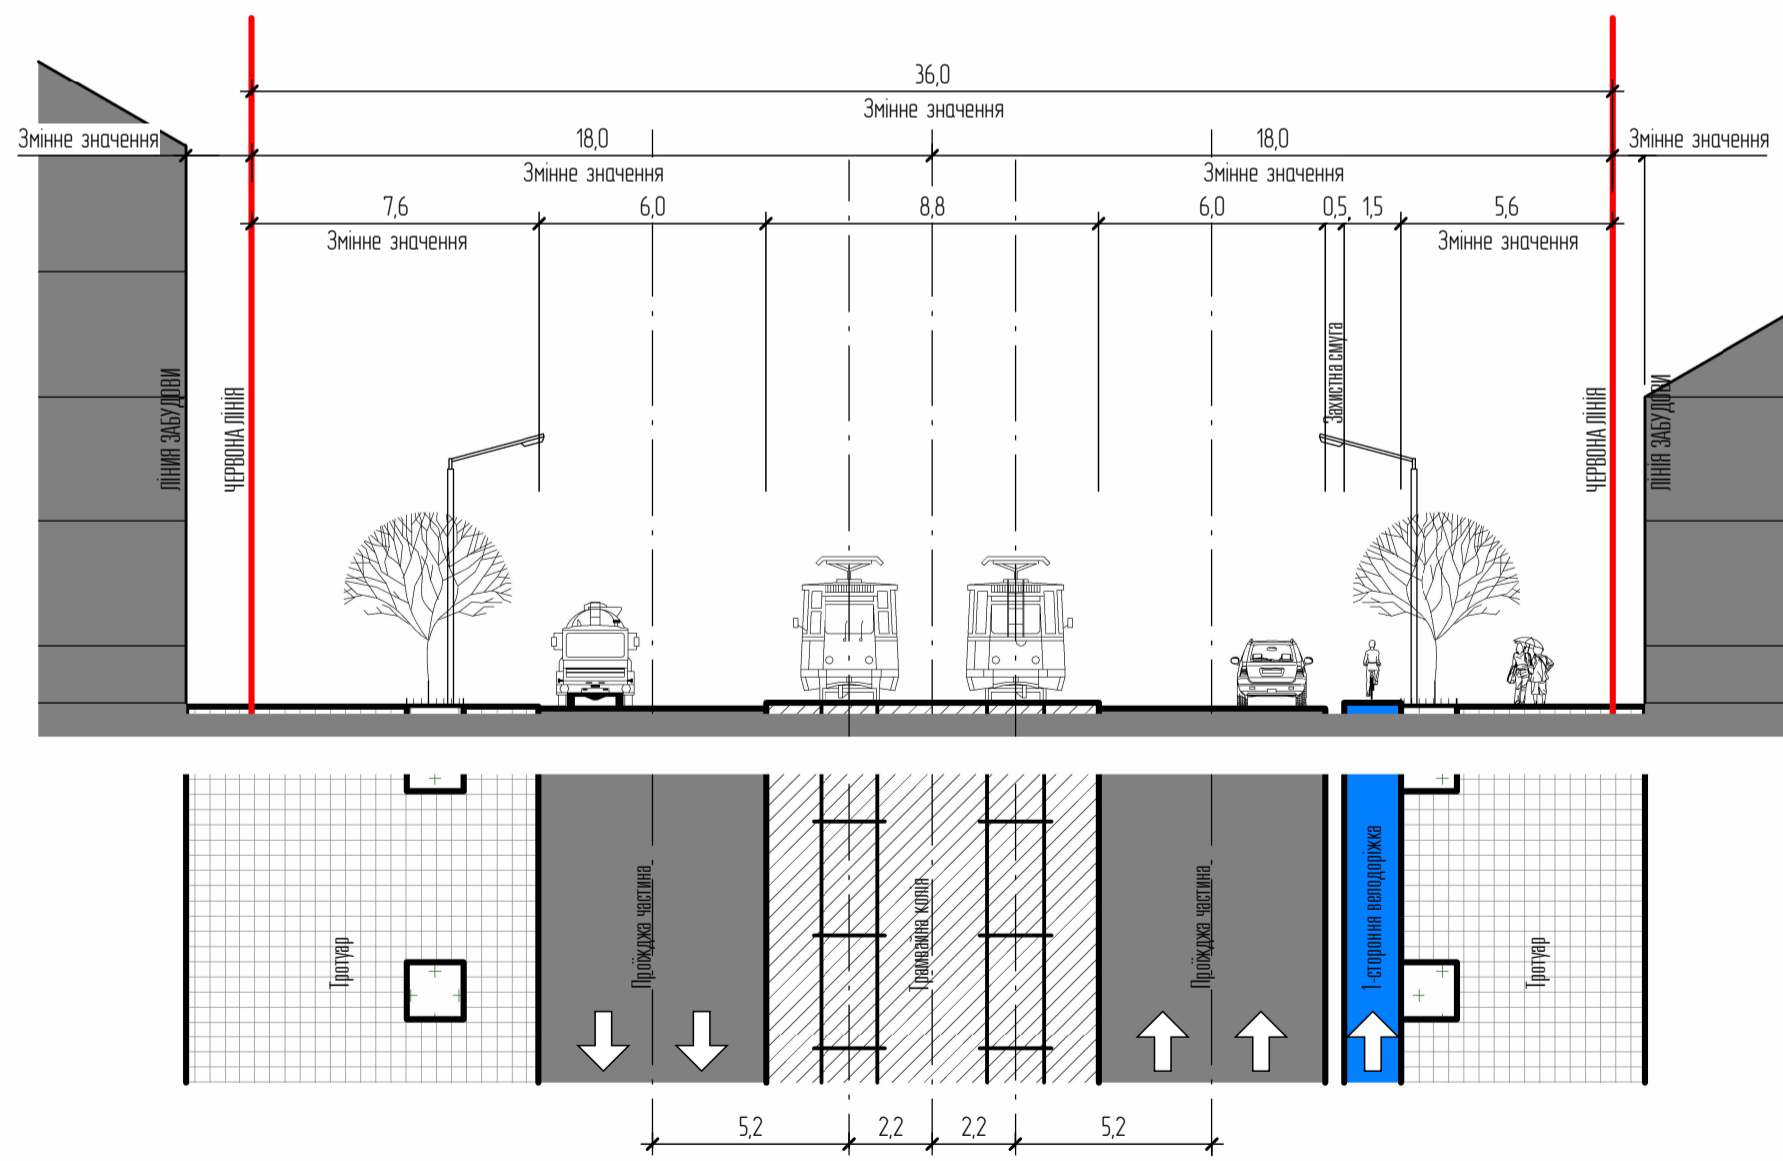 36,0
Змінне значення
Змінне значення
18,0
18,0
Змінне значення
Змінне значення
Змінне значення
7,6
6,0
8,8
6,0
0,5
1,5
5,6
Змінне значення
Змінне значення
ЛІНИЯ ЗАБУДОВИ
ЧЕРВОНА ЛІНІЯ
Захистна смуга
ЧЕРВОНА ЛІНІЯ
ЛІНІЯ ЗАБУДОВИ
Тротуар
Проїжджа частина
Трамвайна колія
Проїжджа частина
1-стороння велодоріжка
Тротуар
5,2
2,2
2,2
5,2